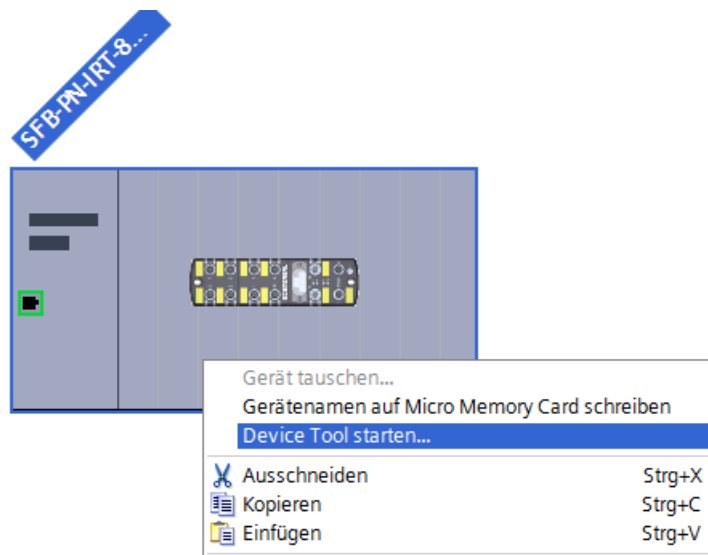 SFB-PN-IRT-8...
Gerät tauschen...
Gerätenamen auf Micro Memory Card schreiben
Device Tool starten...
Ausschneiden Strg+X
Kopieren Strg+C
Einfügen Strg+V